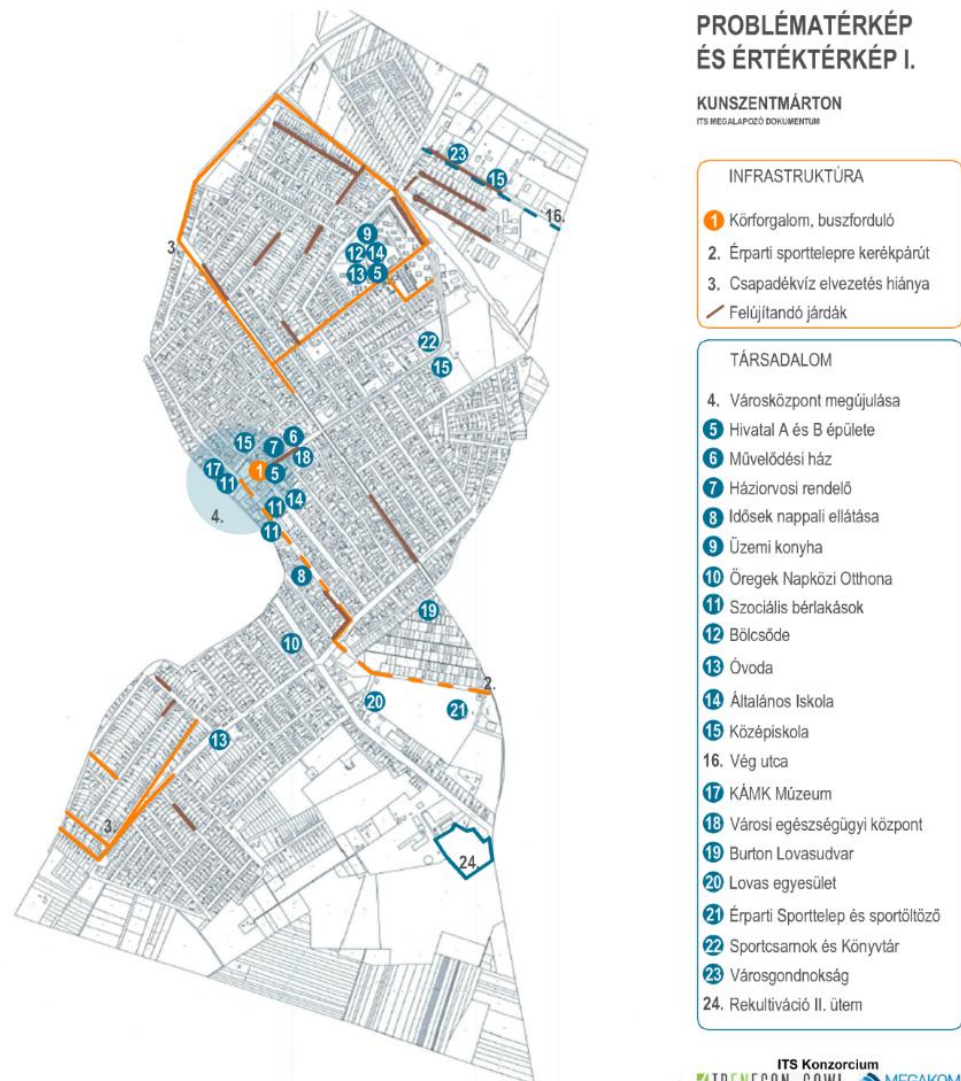 PROBLÉMATÉRKÉP
ÉS ÉRTÉKTÉRKÉP I.
KUNSZENTMÁRTON
ITS MEGALAPOZÓ DOKUMENTUM
INFRASTRUKTÚRA
1 Körforgalom, buszforduló
2. Érparti sporttelepre kerékpárút
3. Csapadékvíz elvezetés hiánya
Felújítandó járdák
TÁRSADALOM
4. Városközpont megújulása
5 Hivatal A és B épülete
6 Művelődési ház
7 Háziorvosi rendelő
8 Idősek nappali ellátása
9 Üzemi konyha
10 Öregek Napközi Otthona
11 Szociális bérlakások
12 Bölcsőde
13 Óvoda
14 Általános Iskola
15 Középiskola
16. Vég utca
17 KÁMK Múzeum
18 Városi egészségügyi központ
19 Burton Lovasudvar
20 Lovas egyesület
21 Érparti Sporttelep és sportöltöző
22 Sportcsarnok és Könyvtár
23 Városgondnokság
24. Rekultiváció II. ütem
ITS Konzorcium
MEGAKOM
23
15
16.
3.
9
12 14
13 5
22
15
15 7 6
18
17 1 5
11
14
4.
11
11
8
19
10
2.
20
21
13
3.
24.